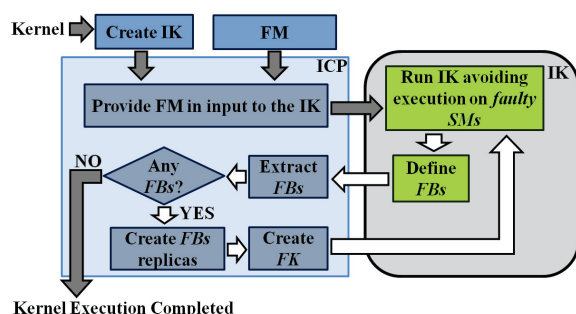 Kernel
Create IK
FM
ICP
IK
Provide FM in input to the IK
Run IK avoiding
execution on faulty
SMs
NO
Any
FBs?
Extract
FBs
Define
FBs
YES
Create FBs
replicas
Create
FK
Kernel Execution Completed